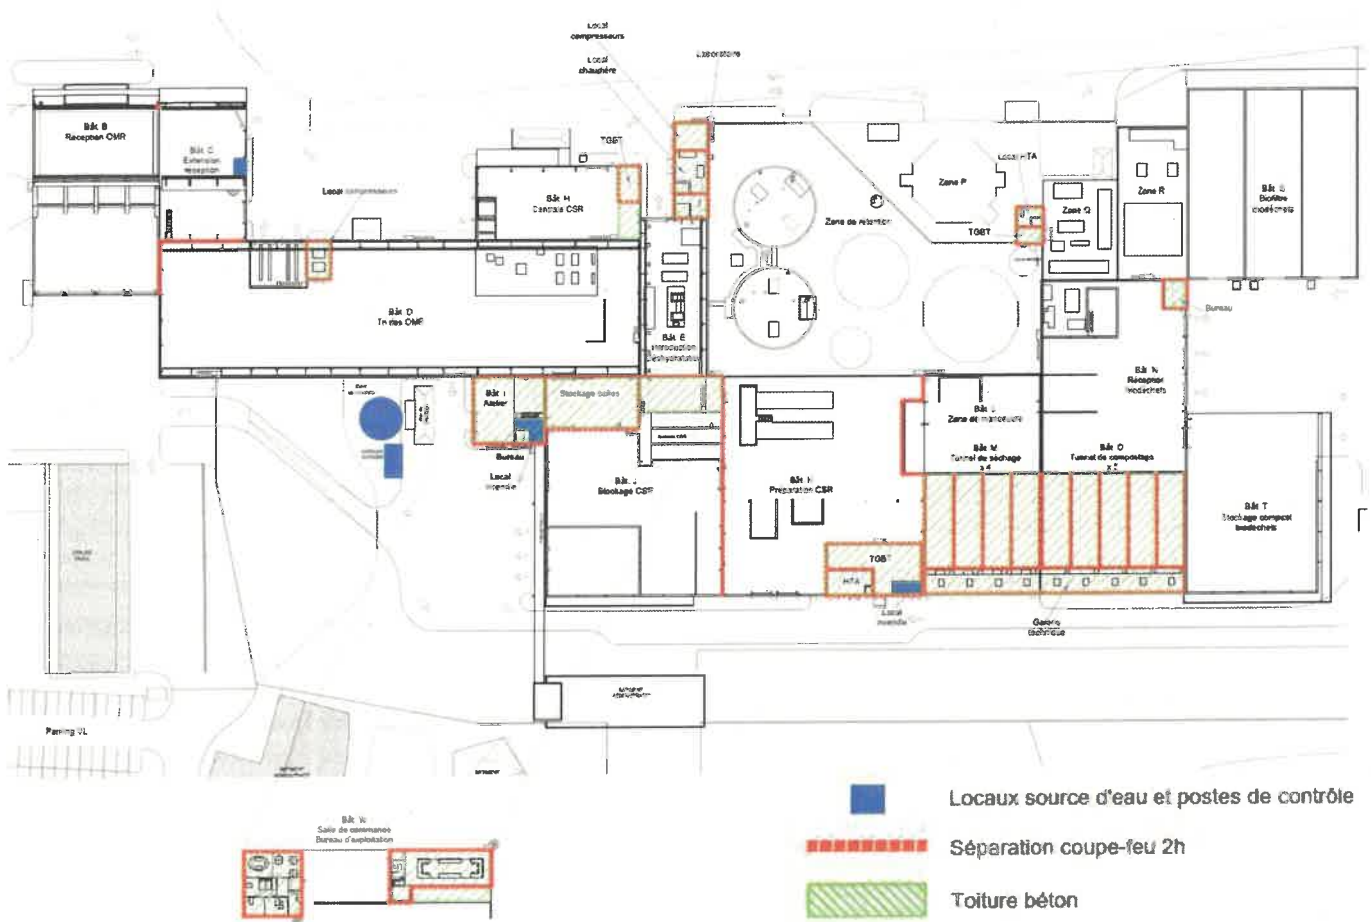 Local
compresseurs
Local
chaudière
Laboratoire
Bât. B
Réception OMR
Bât. C
Extension
réception
TGBT
Local compresseurs
Bât. H
Centrale CSR
Zone P
Local HTA
Zone de rétention
TGBT
Zone Q
Zone R
Bât. S
Biofiltre
biodéchets
Bureau
Bât. D
Tri des OMR
Bât. E
Introduction
Déshydratation
Bât. I
Atelier
Stockage balles
Bureau
Local
incendie
Bât. J
Stockage CSR
Bât. K
Préparation CSR
Bât. L
Zone de manoeuvre
Bât. M
Tunnel de séchage
x 4
Bât. N
Réception
biodéchets
Bât. O
Tunnel de compostage
Bât. T
Stockage compost
biodéchets
TGBT
HTA
Local
incendie
Galerie
technique
Parking VL
Salle de commande
Bureau d'exploitation
Locaux source d'eau et postes de contrôle
Séparation coupe-feu 2h
Toiture béton